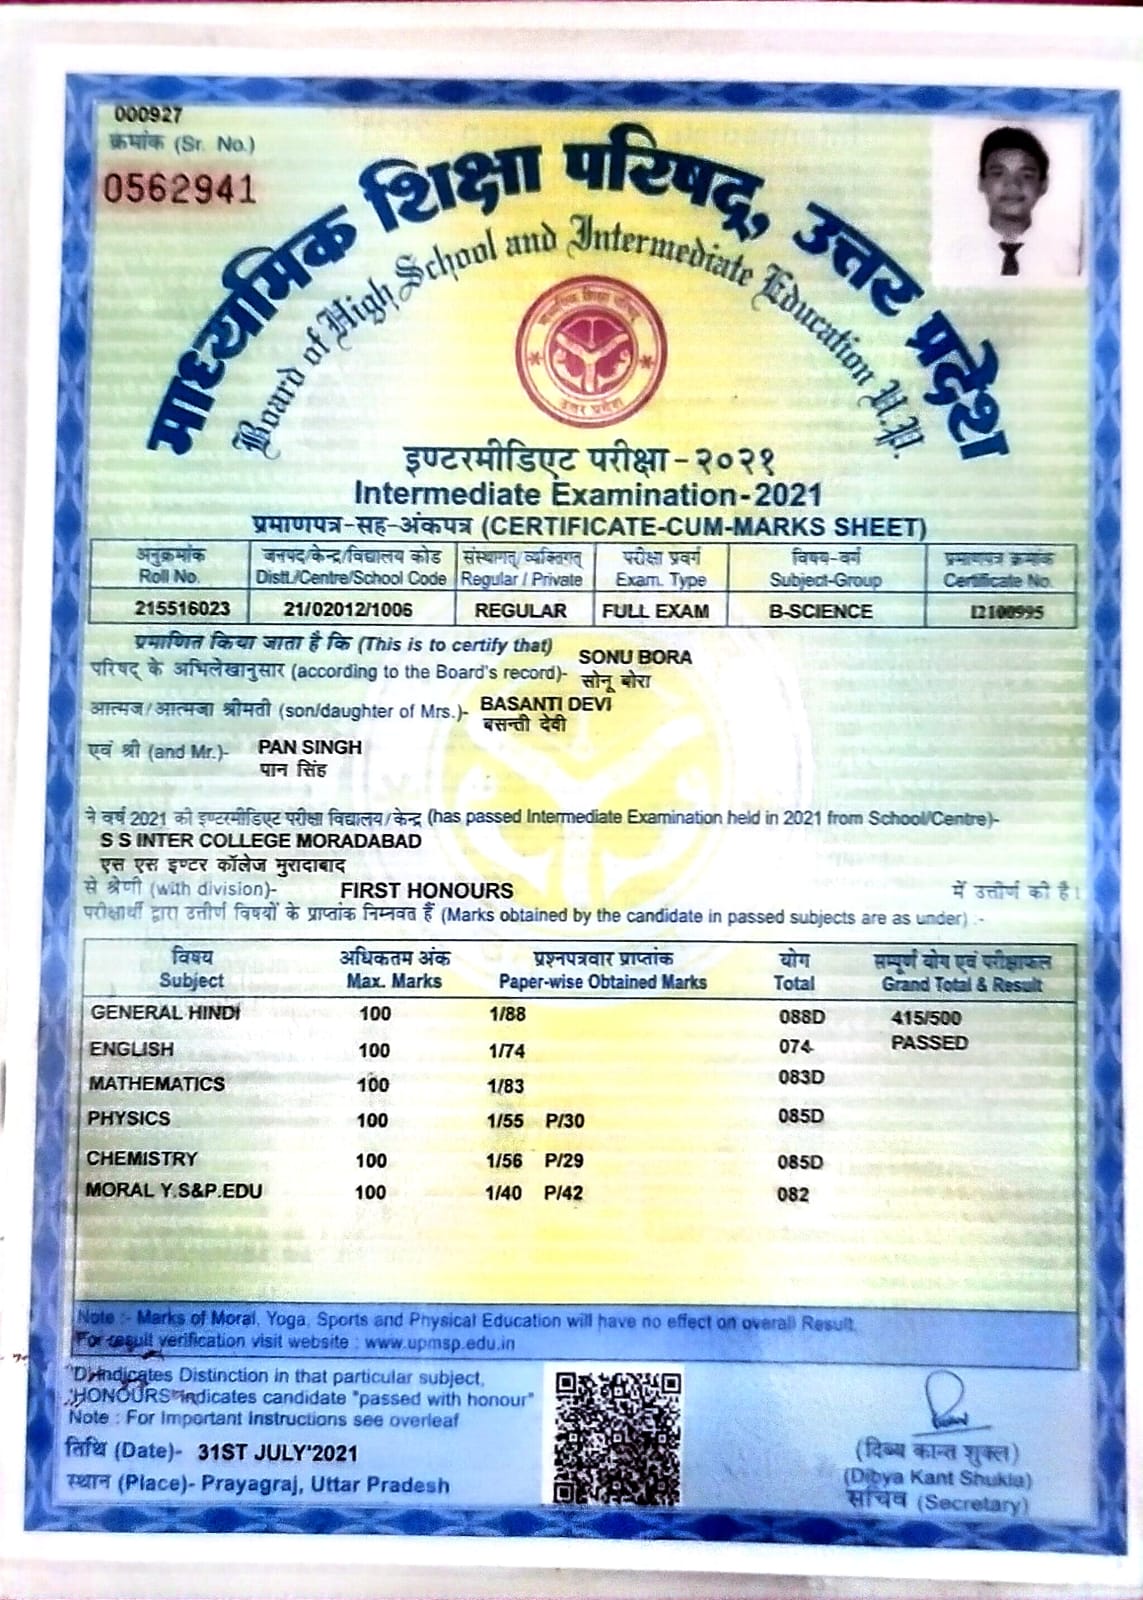 000927
क्रमांक (Sr. No.)
0562941
माध्यमिक शिक्षा परिषद्, उत्तर प्रदेश
Board of High School and Intermediate Education U.P.
माध्यमिक शिक्षा परिषद्
उत्तर प्रदेश
इण्टरमीडिएट परीक्षा - २०२१
Intermediate Examination - 2021
प्रमाणपत्र-सह-अंकपत्र (CERTIFICATE-CUM-MARKS SHEET)
अनुक्रमांक जनपद/केन्द्र/विद्यालय कोड संस्थागत/व्यक्तिगत परीक्षा प्रवर्ग विषय-वर्ग प्रमाणपत्र क्रमांक
Roll No. Distt./Centre/School Code Regular / Private Exam. Type Subject-Group Certificate No.
215516023 21/02012/1006 REGULAR FULL EXAM B-SCIENCE 12100995
प्रमाणित किया जाता है कि (This is to certify that)
परिषद् के अभिलेखानुसार (according to the Board's record)- SONU BORA
सोनू बोरा
आत्मज/आत्मजा श्रीमती (son/daughter of Mrs.)- BASANTI DEVI
बसन्ती देवी
एवं श्री (and Mr.)- PAN SINGH
पान सिंह
ने वर्ष 2021 की इण्टरमीडिएट परीक्षा विद्यालय/केन्द्र (has passed Intermediate Examination held in 2021 from School/Centre)-
S S INTER COLLEGE MORADABAD
एस एस इण्टर कॉलेज मुरादाबाद
से श्रेणी (with division)- FIRST HONOURS में उत्तीर्ण की है।
परीक्षार्थी द्वारा उत्तीर्ण विषयों के प्राप्तांक निम्नवत हैं (Marks obtained by the candidate in passed subjects are as under) :-
विषय अधिकतम अंक प्रश्नपत्रवार प्राप्तांक योग सम्पूर्ण योग एवं परीक्षाफल
Subject Max. Marks Paper-wise Obtained Marks Total Grand Total & Result
GENERAL HINDI 100 1/88 088D 415/500
ENGLISH 100 1/74 074 PASSED
MATHEMATICS 100 1/83 083D
PHYSICS 100 1/55 P/30 085D
CHEMISTRY 100 1/56 P/29 085D
MORAL Y.S&P.EDU 100 1/40 P/42 082
Note :- Marks of Moral, Yoga, Sports and Physical Education will have no effect on overall Result.
For result verification visit website : www.upmsp.edu.in
'D' Indicates Distinction in that particular subject,
'HONOURS' indicates candidate "passed with honour"
Note : For Important Instructions see overleaf
तिथि (Date)- 31ST JULY'2021
स्थान (Place)- Prayagraj, Uttar Pradesh
(दिब्य कान्त शुक्ल)
(Dibya Kant Shukla)
सचिव (Secretary)